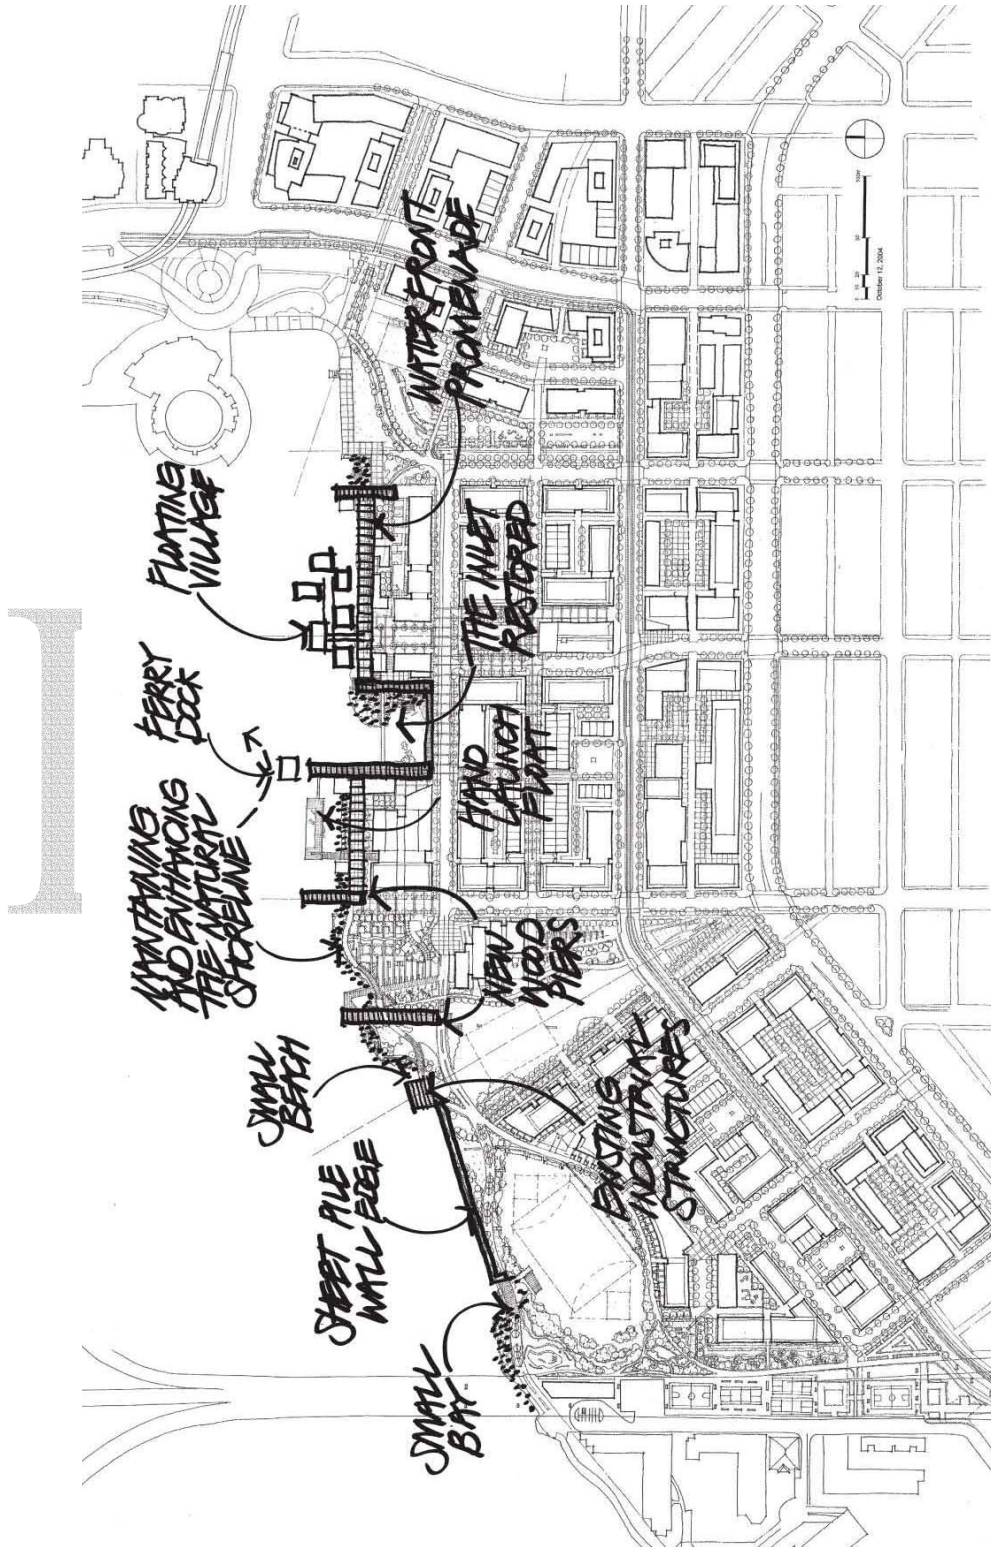 SMALL
BAY
SHEET PILE
WALL EDGE
SMALL
BEACH
MAINTAINING
AND ENHANCING
THE NATURAL
SHORELINE
FERRY
DOCK
FLOATING
VILLAGE
WATERFRONT
PROMENADE
THE INLET
RESTORED
HAND
LAUNCH
FLOAT
NEW
WOOD
PIERS
EXISTING
INDUSTRIAL
STRUCTURES
October 12, 2004